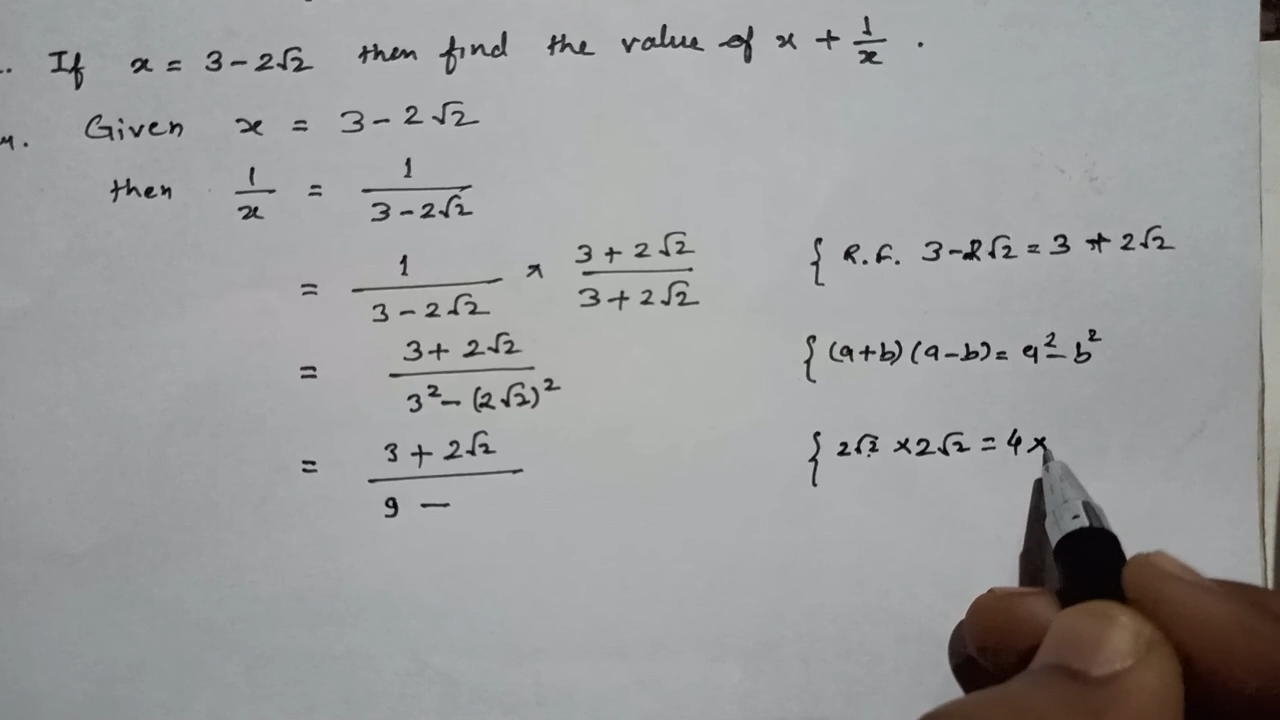 If x = 3 - 2√2 then find the value of x + 1/x .
Given x = 3 - 2√2
then 1/x = 1/(3 - 2√2)
= 1/(3 - 2√2) × (3 + 2√2)/(3 + 2√2) { R.F. 3 - 2√2 = 3 + 2√2
= (3 + 2√2)/(3² - (2√2)²) { (a+b)(a-b) = a² - b²
= (3 + 2√2)/(9 - { 2√2 × 2√2 = 4 ×